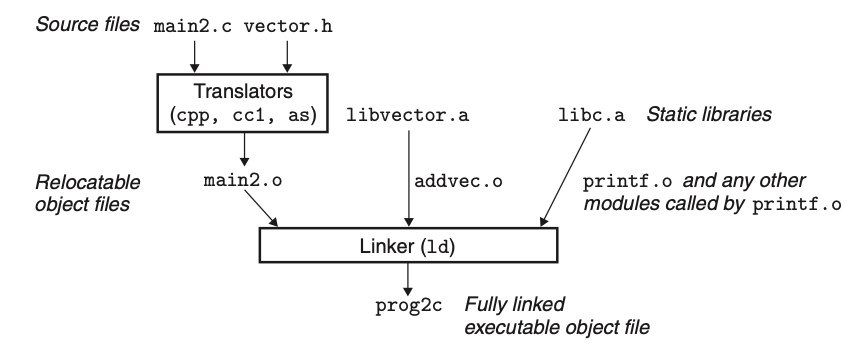 Source files main2.c vector.h
Translators
(cpp, cc1, as)
libvector.a
libc.a Static libraries
Relocatable
object files
main2.o
addvec.o
printf.o and any other
modules called by printf.o
Linker (ld)
prog2c
Fully linked
executable object file